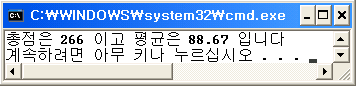 C:₩WINDOWS₩system32₩cmd.exe
총점은 266 이고 평균은 88.67 입니다
계속하려면 아무 키나 누르십시오 . . .